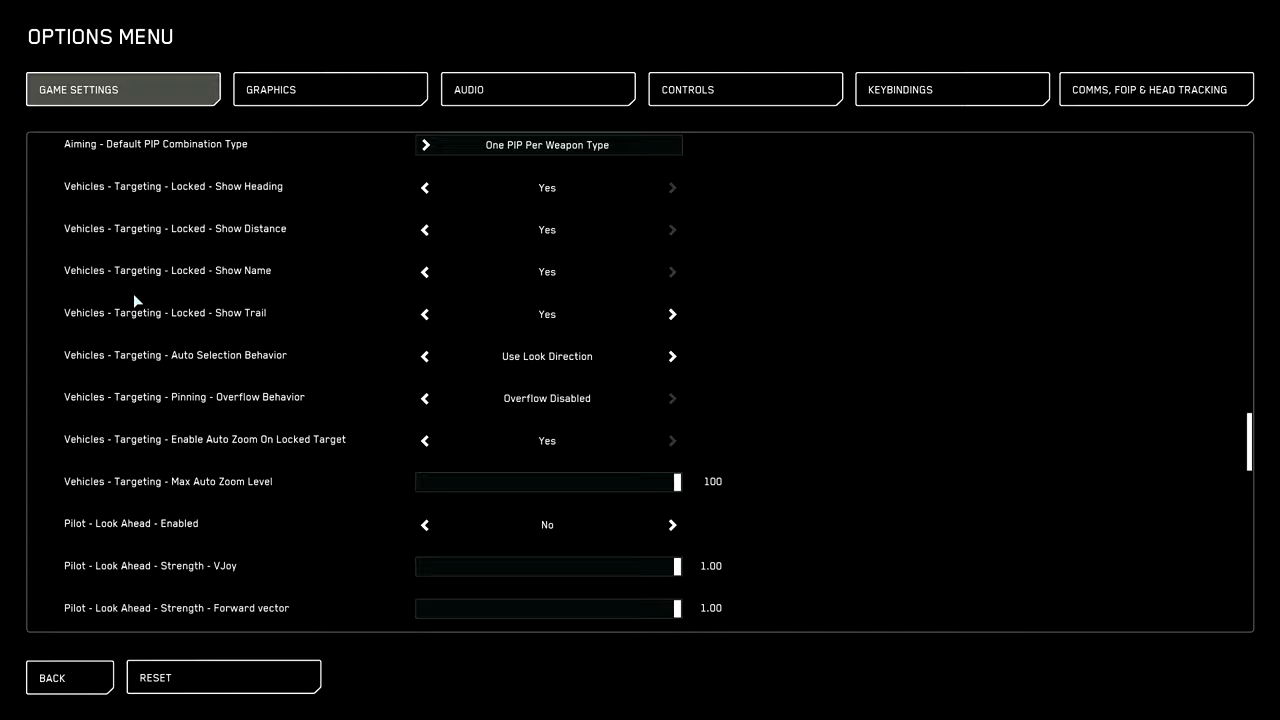 OPTIONS MENU
GAME SETTINGS GRAPHICS AUDIO CONTROLS KEYBINDINGS COMMS, FOIP & HEAD TRACKING
Aiming - Default PIP Combination Type One PIP Per Weapon Type
Vehicles - Targeting - Locked - Show Heading Yes
Vehicles - Targeting - Locked - Show Distance Yes
Vehicles - Targeting - Locked - Show Name Yes
Vehicles - Targeting - Locked - Show Trail Yes
Vehicles - Targeting - Auto Selection Behavior Use Look Direction
Vehicles - Targeting - Pinning - Overflow Behavior Overflow Disabled
Vehicles - Targeting - Enable Auto Zoom On Locked Target Yes
Vehicles - Targeting - Max Auto Zoom Level 100
Pilot - Look Ahead - Enabled No
Pilot - Look Ahead - Strength - VJoy 1.00
Pilot - Look Ahead - Strength - Forward vector 1.00
BACK RESET